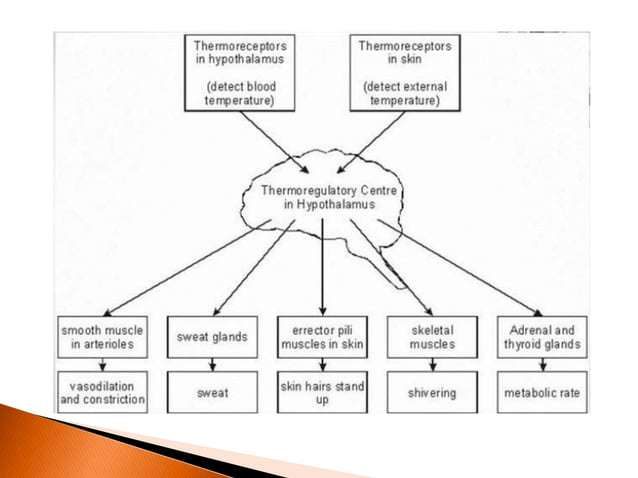 Thermoreceptors
in hypothalamus
(detect blood
temperature)
Thermoreceptors
in skin
(detect external
temperature)
Thermoregulatory Centre
in Hypothalamus
smooth muscle
in arterioles
sweat glands
errector pili
muscles in skin
skeletal
muscles
Adrenal and
thyroid glands
vasodilation
and constriction
sweat
skin hairs stand
up
shivering
metabolic rate